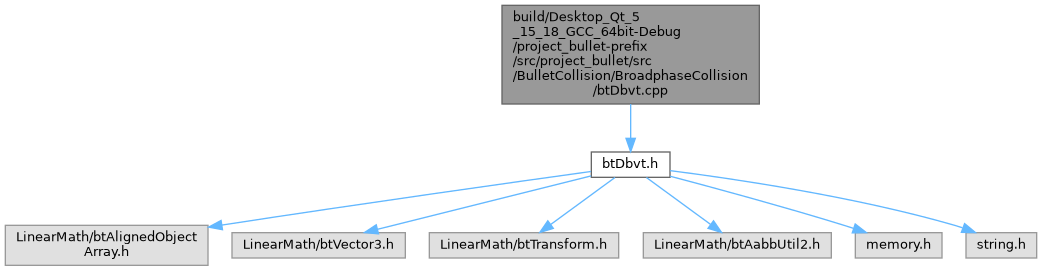 build/Desktop_Qt_5
_15_18_GCC_64bit-Debug
/project_bullet-prefix
/src/project_bullet/src
/BulletCollision/BroadphaseCollision
/btDbvt.cpp
btDbvt.h
LinearMath/btAlignedObject
Array.h
LinearMath/btVector3.h
LinearMath/btTransform.h
LinearMath/btAabbUtil2.h
memory.h
string.h